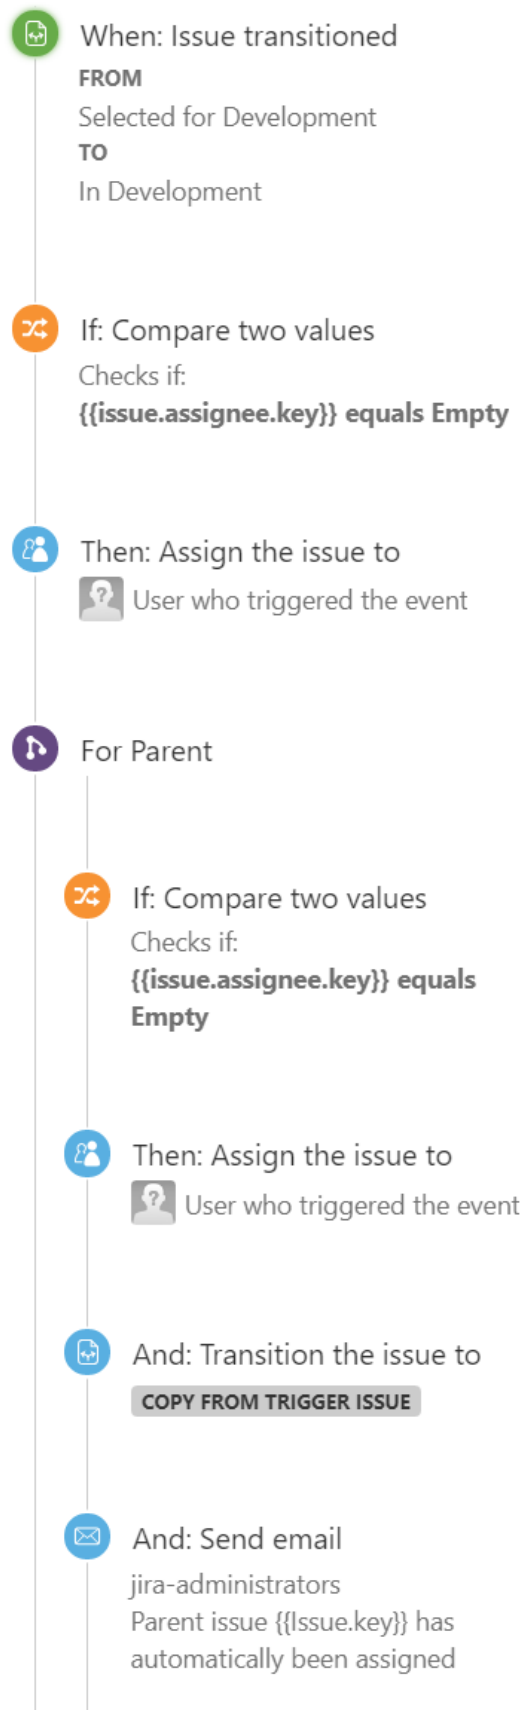 When: Issue transitioned
FROM
Selected for Development
TO
In Development
If: Compare two values
Checks if:
{{issue.assignee.key}} equals Empty
Then: Assign the issue to
User who triggered the event
For Parent
If: Compare two values
Checks if:
{{issue.assignee.key}} equals
Empty
Then: Assign the issue to
User who triggered the event
And: Transition the issue to
COPY FROM TRIGGER ISSUE
And: Send email
jira-administrators
Parent issue {{Issue.key}} has
automatically been assigned